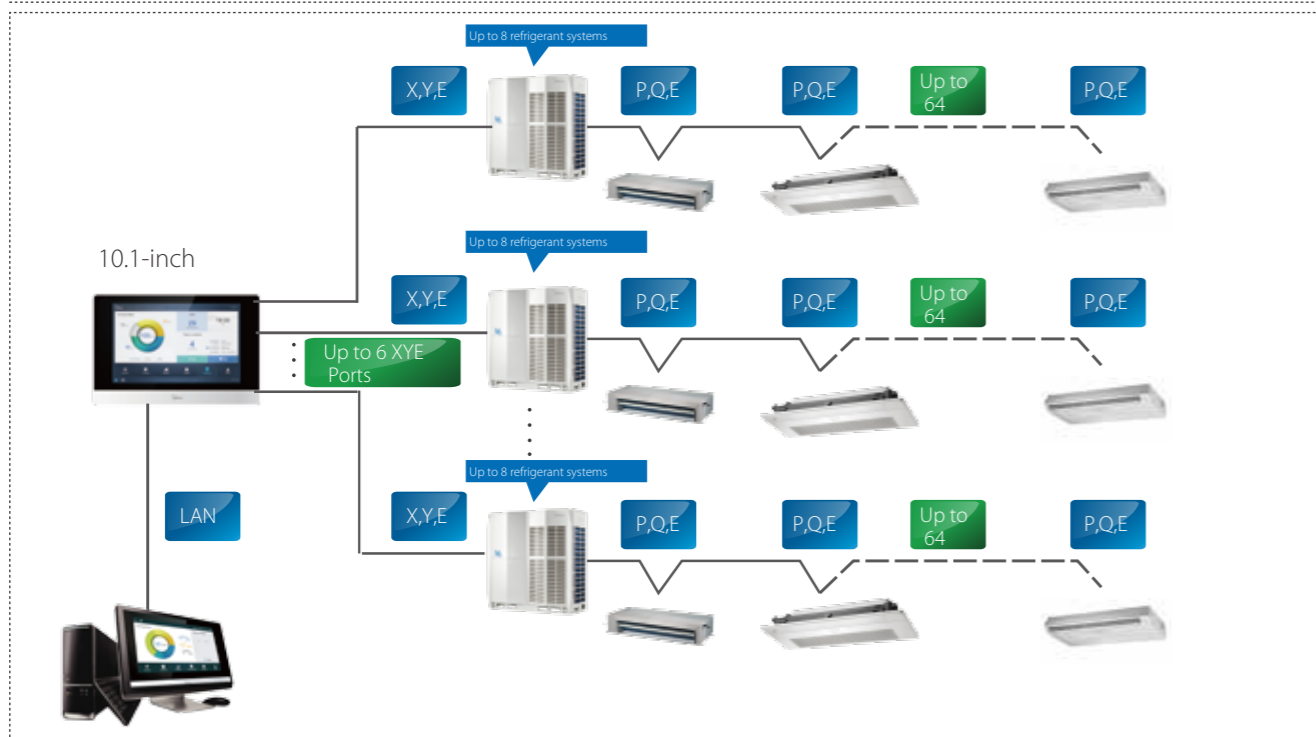 Up to 8 refrigerant systems
X,Y,E
P,Q,E
P,Q,E
Up to
64
P,Q,E
10.1-inch
Up to 8 refrigerant systems
X,Y,E
P,Q,E
P,Q,E
Up to
64
P,Q,E
Up to 6 XYE
Ports
Up to 8 refrigerant systems
LAN
X,Y,E
P,Q,E
P,Q,E
Up to
64
P,Q,E